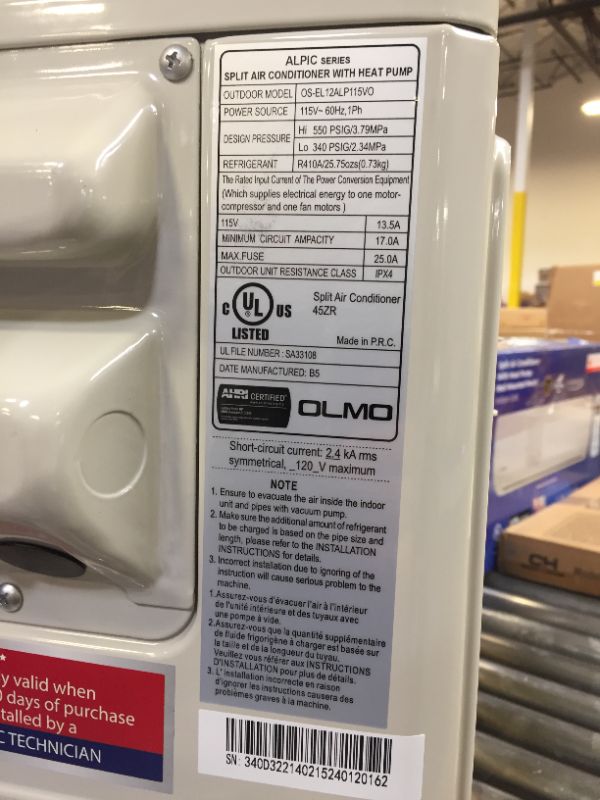 ALPIC SERIES
SPLIT AIR CONDITIONER WITH HEAT PUMP
OUTDOOR MODEL OS-EL12ALP115VO
POWER SOURCE 115V~ 60Hz,1Ph
DESIGN PRESSURE Hi 550 PSIG/3.79MPa
Lo 340 PSIG/2.34MPa
REFRIGERANT R410A/25.75ozs(0.73kg)
The Rated Input Current of The Power Conversion Equipment
(Which supplies electrical energy to one motor-
compressor and one fan motors )
115V 13.5A
MINIMUM CIRCUIT AMPACITY 17.0A
MAX.FUSE 25.0A
OUTDOOR UNIT RESISTANCE CLASS IPX4
C UL ® US
LISTED
Split Air Conditioner
45ZR
Made in P.R.C.
UL FILE NUMBER : SA33108
DATE MANUFACTURED: B5
AHRI CERTIFIED
OLMO
Short-circuit current: 2.4 kA rms
symmetrical, _120_V maximum
NOTE
1. Ensure to evacuate the air inside the indoor
unit and pipes with vacuum pump.
2. Make sure the additional amount of refrigerant
to be charged is based on the pipe size and
length, please refer to the INSTALLATION
INSTRUCTIONS for details.
3. Incorrect installation due to ignoring of the
instruction will cause serious problem to the
machine.
1.Assurez-vous d'évacuer l'air à l'intérieur
de l'unité intérieure et des tuyaux avec
une pompe à vide.
2.Assurez-vous que la quantité supplémentaire
de fluide frigorigène à charger est basée sur
la taille et de la longueur du tuyau.
Veuillez vous référer aux INSTRUCTIONS
D'INSTALLATION pour plus de détails.
3. L' installation incorrecte en raison
d'ignorer les instructions causera des
problèmes graves à la machine.
SN: 340D322140215240120162
y valid when
0 days of purchase
talled by a
C TECHNICIAN